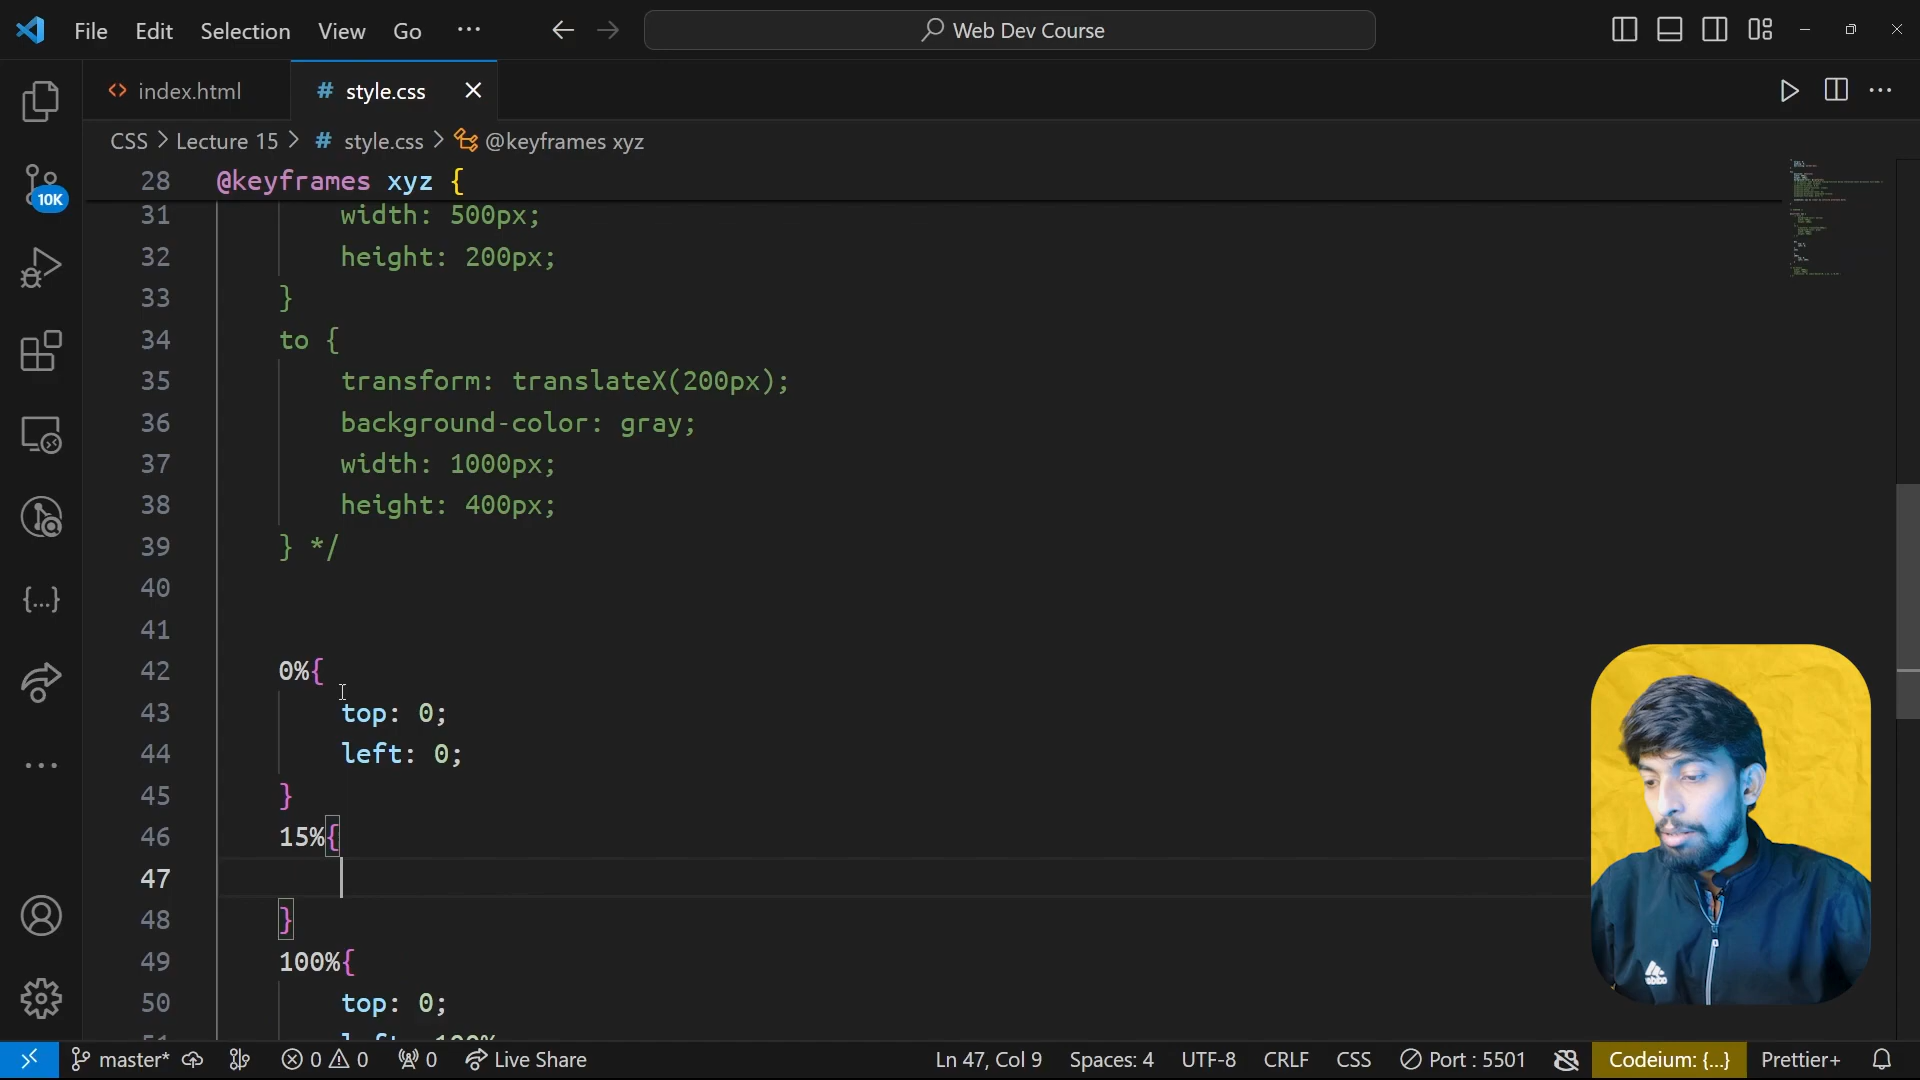 File Edit Selection View Go ··· Web Dev Course
index.html # style.css
CSS > Lecture 15 > # style.css > @keyframes xyz
28 @keyframes xyz {
31 width: 500px;
32 height: 200px;
33 }
34 to {
35 transform: translateX(200px);
36 background-color: gray;
37 width: 1000px;
38 height: 400px;
39 } */
40
41
42 0%{
43 top: 0;
44 left: 0;
45 }
46 15%{
47
48 }
49 100%{
50 top: 0;
10K
master* 0 0 0 Live Share Ln 47, Col 9 Spaces: 4 UTF-8 CRLF CSS Port : 5501 Codeium: {...} Prettier+